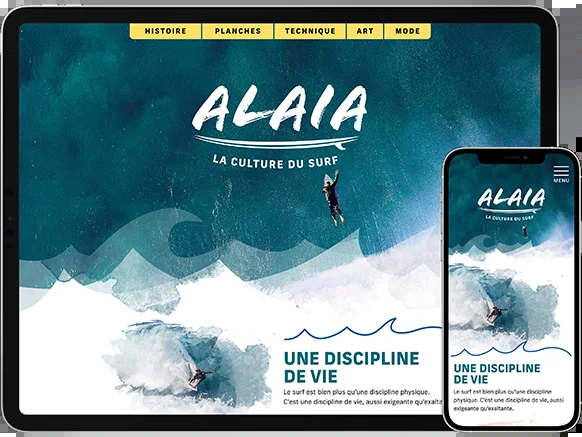 HISTOIRE PLANCHES TECHNIQUE ART MODE
ALAIA
LA CULTURE DU SURF
UNE DISCIPLINE
DE VIE
Le surf est bien plus qu'une discipline physique.
C'est une discipline de vie, aussi exigeante qu'exalta
MENU
ALAIA
LA CULTURE DU SURF
UNE DISCIPLINE
DE VIE
Le surf est bien plus qu'une discipline
physique. C'est une discipline de vie, aussi
exigeante qu'exaltante.